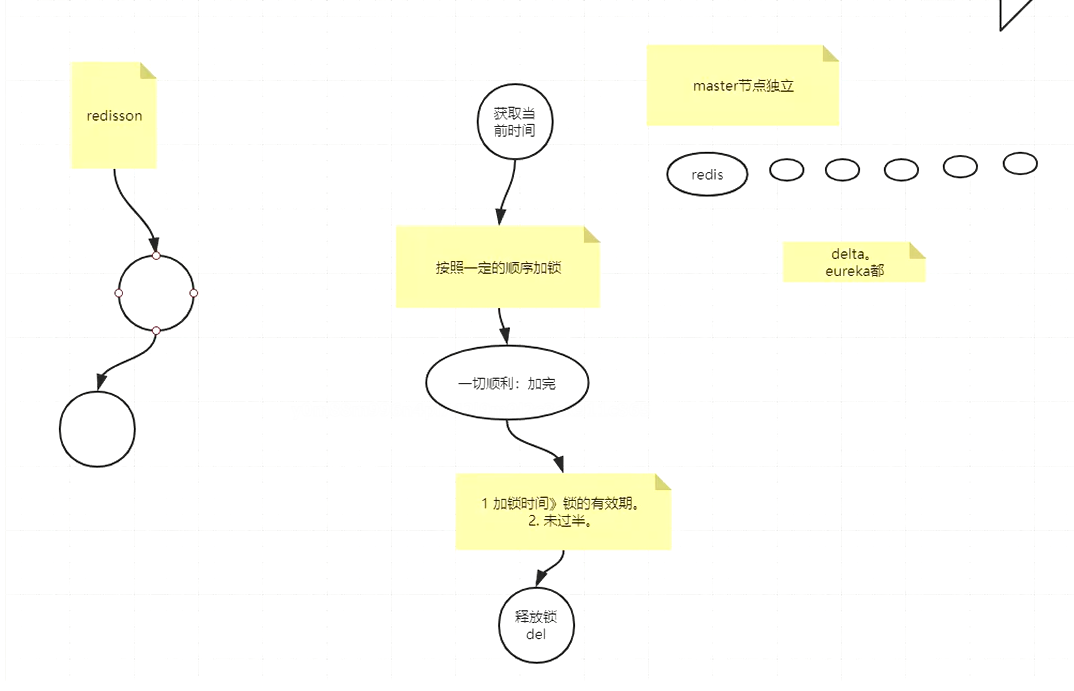 redisson
获取当
前时间
按照一定的顺序加锁
一切顺利：加完
1 加锁时间》锁的有效期。
2. 未过半。
释放锁
del
master节点独立
redis
delta。
eureka都